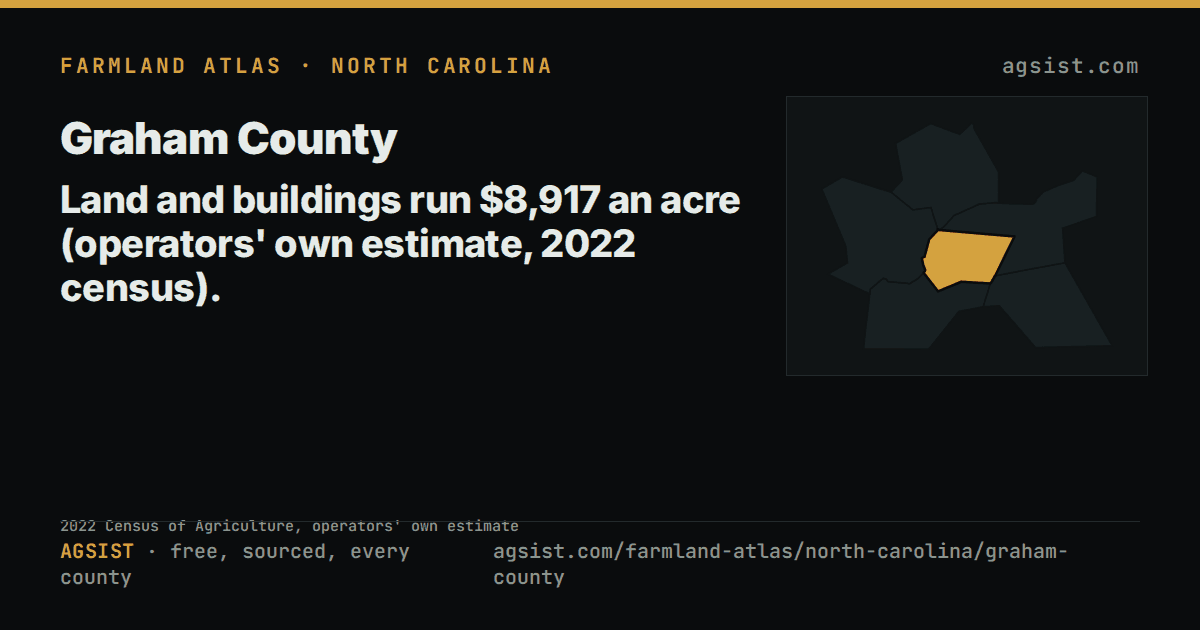 FARMLAND ATLAS · NORTH CAROLINA
agsist.com
Graham County
Land and buildings run $8,917 an acre
(operators' own estimate, 2022
census).
2022 Census of Agriculture, operators' own estimate
AGSIST · free, sourced, every
county
agsist.com/farmland-atlas/north-carolina/graham-
county